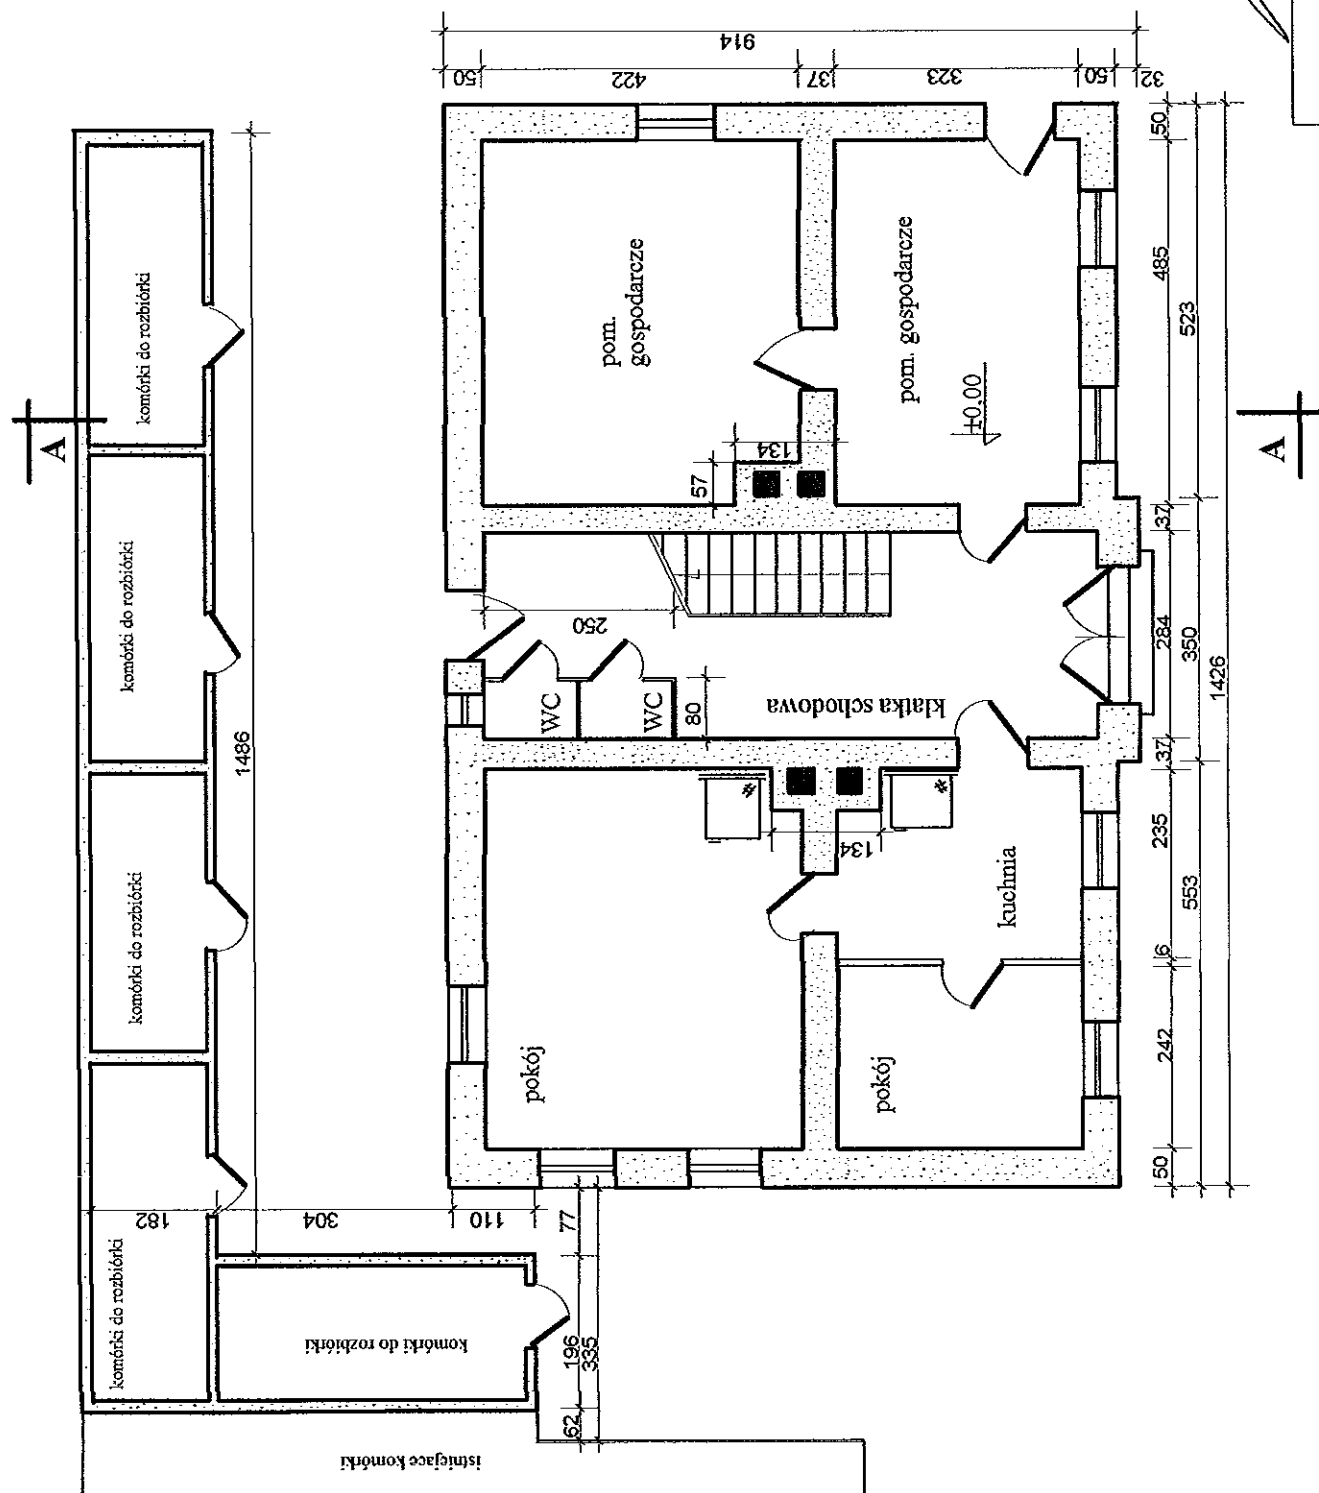 komórki do rozbiórki
komórki do rozbiórki
komórki do rozbiórki
komórki do rozbiórki
komórki do rozbiórki
istniejace komórki
1486
182
304
110
77
196
335
62
A
A
914
50
422
37
323
50
32
pom.
gospodarcze
pom. gospodarcze
±0,00
134
57
250
WC
WC
80
klatka schodowa
134
kuchnia
pokój
pokój
50
485
37
284
37
235
6
242
50
523
350
553
1426